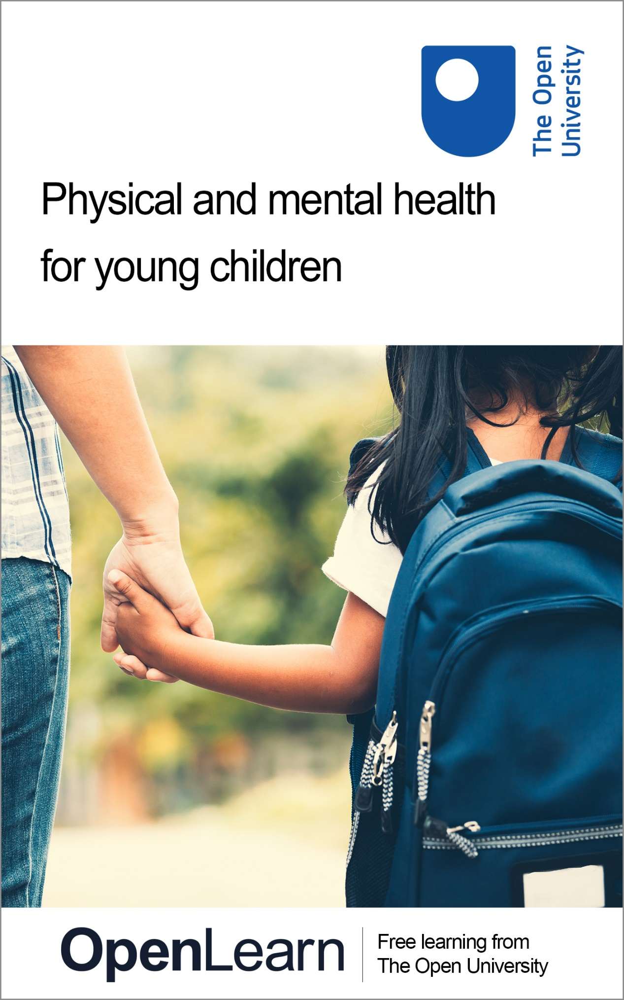 The Open
University
Physical and mental health
for young children
OpenLearn
Free learning from
The Open University